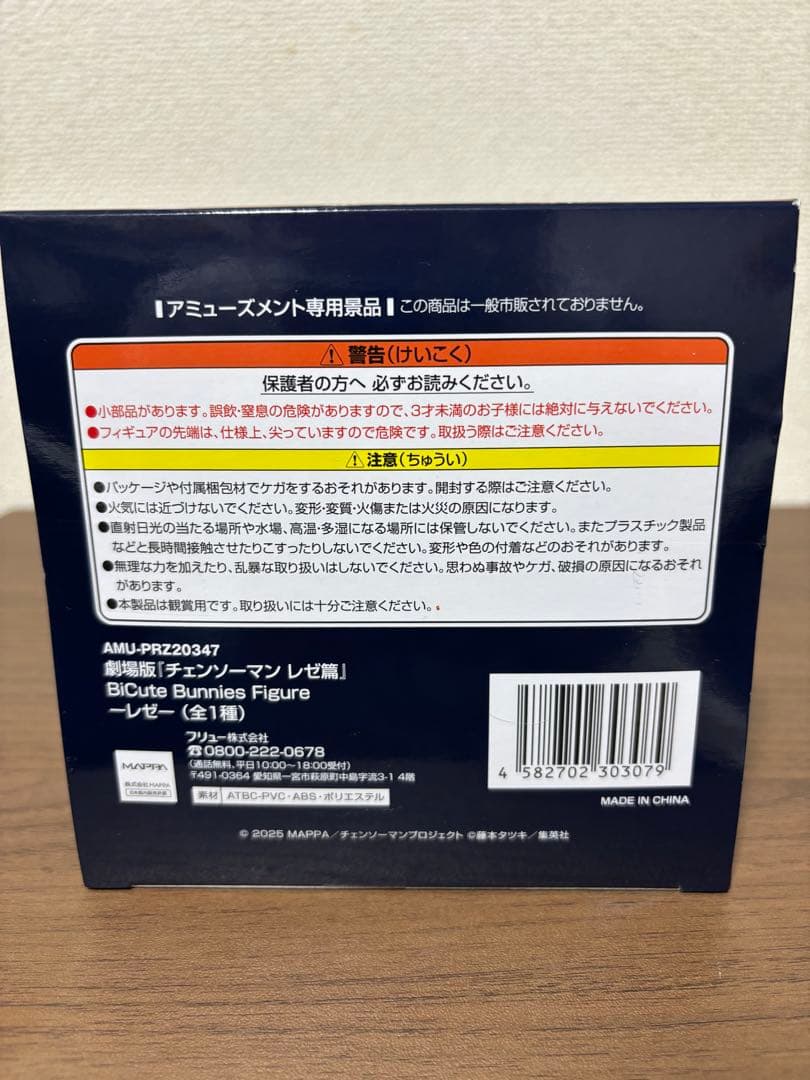 アミューズメント専用景品 この商品は一般市販されておりません。
⚠警告(けいこく)
保護者の方へ 必ずお読みください。
●小部品があります。誤飲・窒息の危険がありますので、3才未満のお子様には絶対に与えないでください。
●フィギュアの先端は、仕様上、尖っていますので危険です。取扱う際はご注意ください。
⚠注意(ちゅうい)
●パッケージや付属梱包材でケガをするおそれがあります。開封する際はご注意ください。
●火気には近づけないでください。変形・変質・火傷または火災の原因になります。
●直射日光の当たる場所や水場、高温・多湿になる場所には保管しないでください。またプラスチック製品
などと長時間接触させたりこすったりしないでください。変形や色の付着などのおそれがあります。
●無理な力を加えたり、乱暴な取り扱いはしないでください。思わぬ事故やケガ、破損の原因になるおそれ
があります。
●本製品は観賞用です。取り扱いには十分ご注意ください。
AMU-PRZ20347
劇場版『チェンソーマン レゼ篇』
BiCute Bunnies Figure
ーレゼー(全1種)
フリュー株式会社
☎0800-222-0678
(通話無料、平日10:00~18:00受付)
〒491-0364 愛知県一宮市萩原町中島字流3-1 4階
MAPPA
株式会社MAPPA
素材 ATBC-PVC・ABS・ポリエステル
4 582702 303079
MADE IN CHINA
© 2025 MAPPA/チェンソーマンプロジェクト ©藤本タツキ/集英社